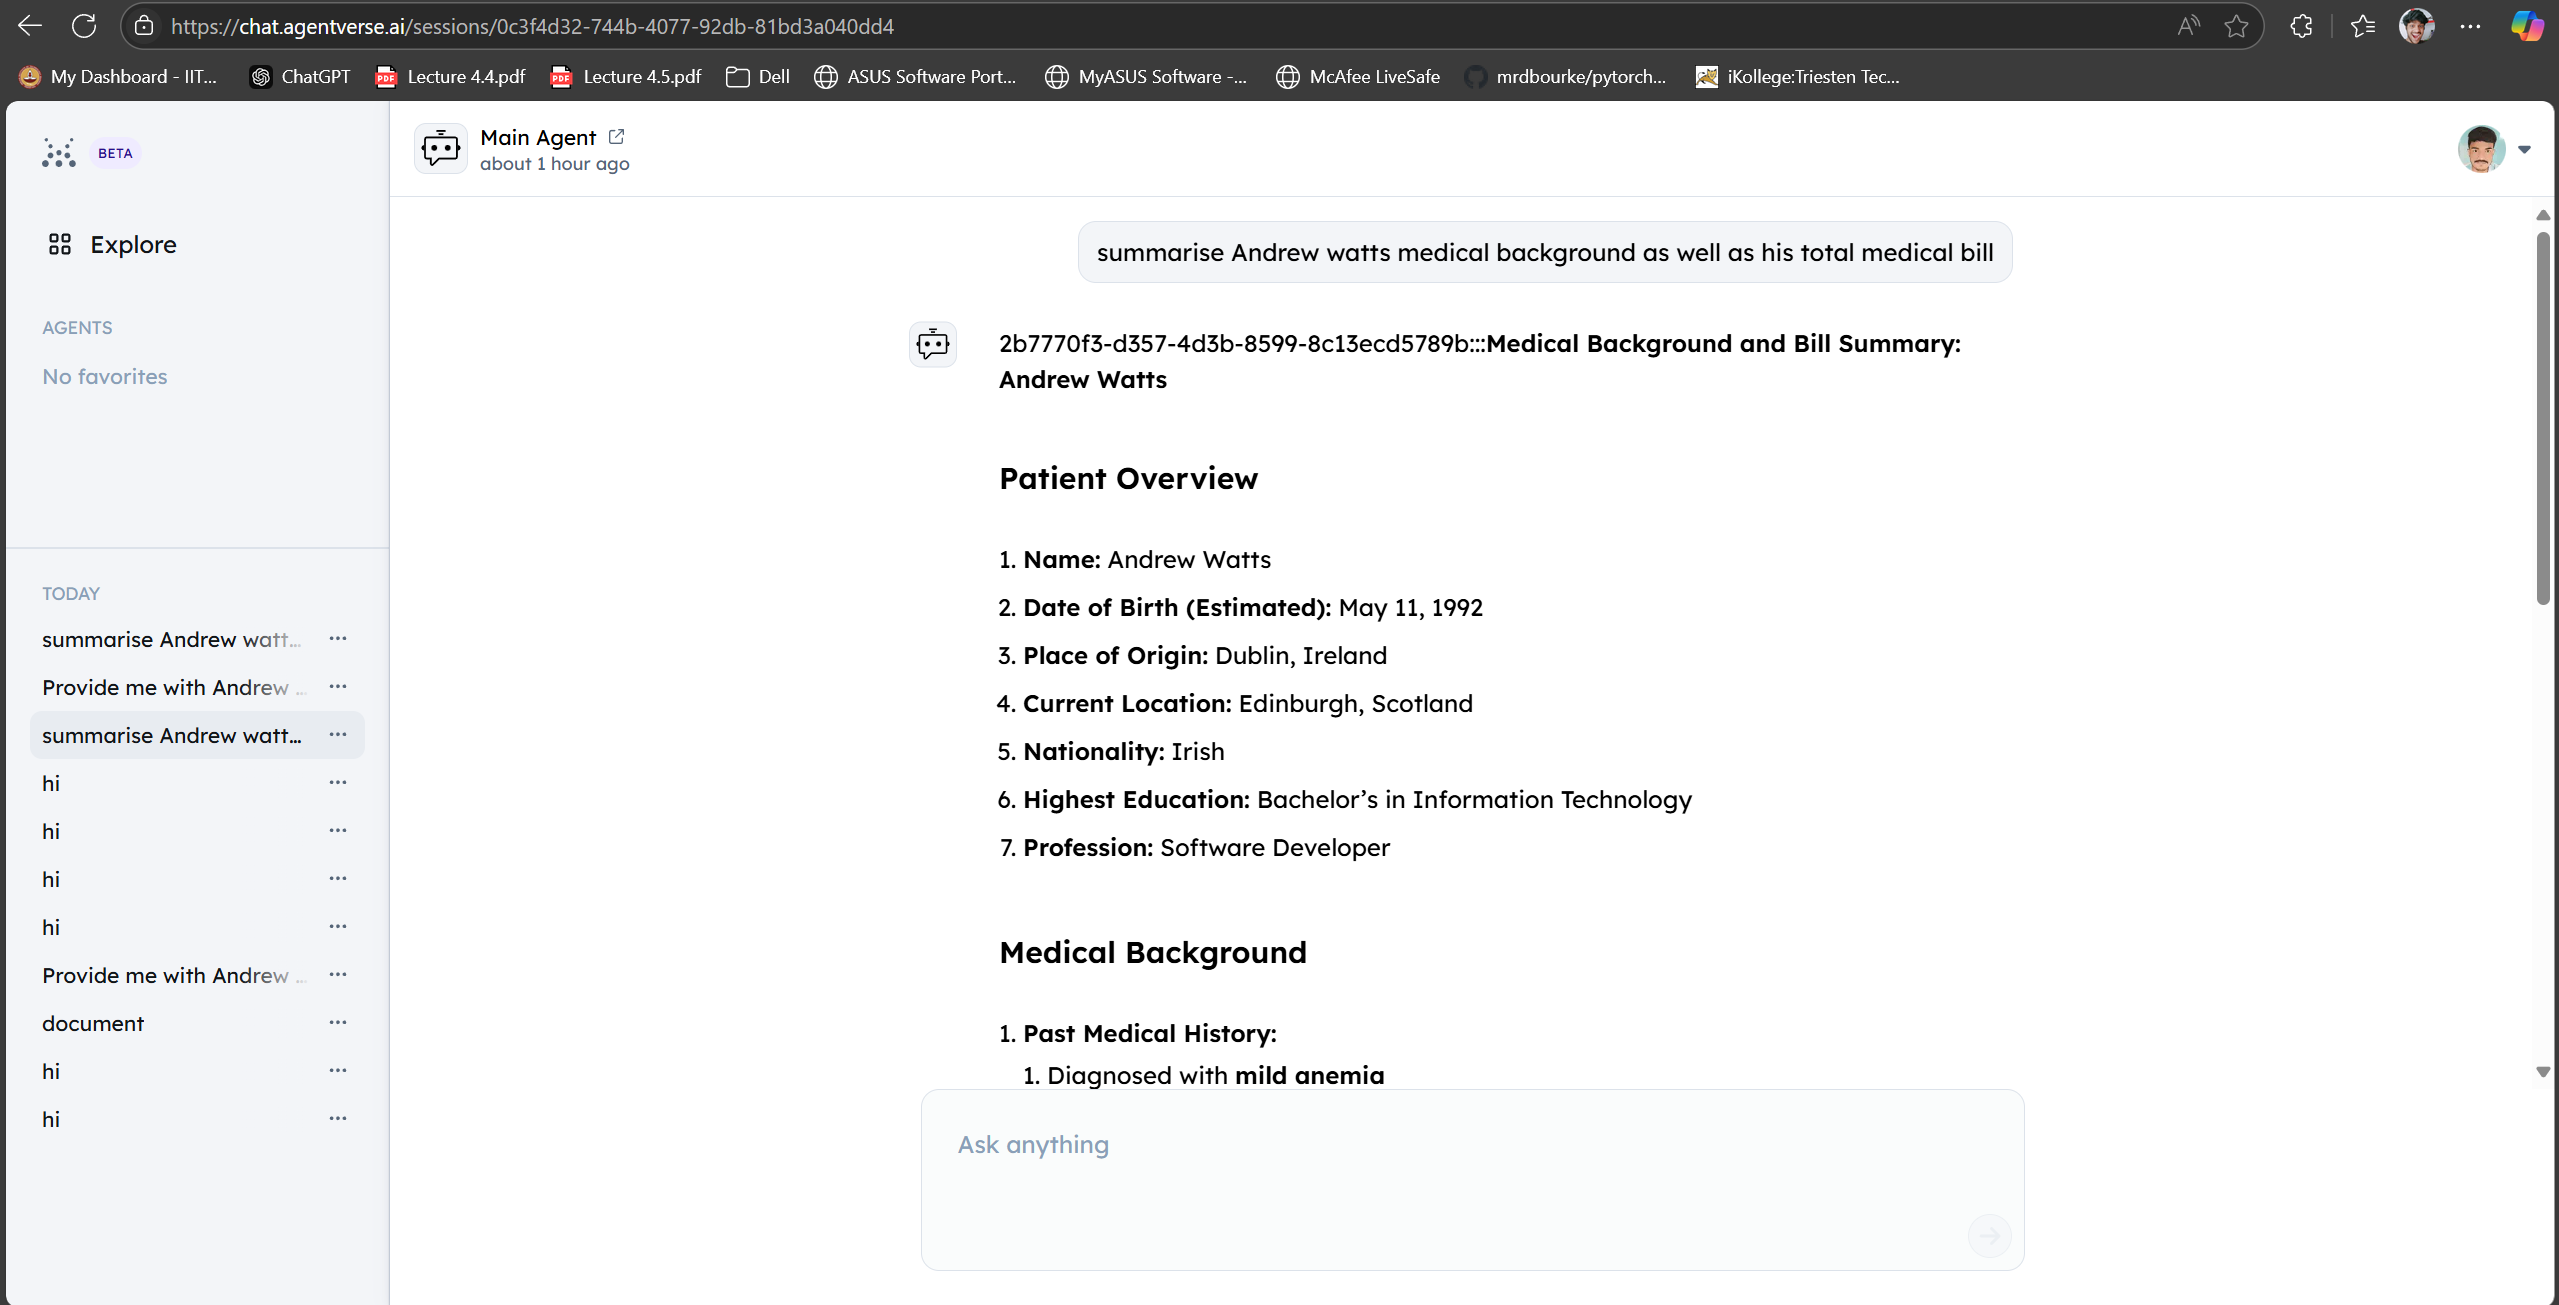 https://chat.agentverse.ai/sessions/0c3f4d32-744b-4077-92db-81bd3a040dd4
My Dashboard - IIT...
ChatGPT
Lecture 4.4.pdf
Lecture 4.5.pdf
Dell
ASUS Software Port...
MyASUS Software -...
McAfee LiveSafe
mrdbourke/pytorch...
iKollege:Triesten Tec...
BETA
Explore
AGENTS
No favorites
TODAY
summarise Andrew watt...
Provide me with Andrew ...
summarise Andrew watt...
hi
hi
hi
hi
Provide me with Andrew ...
document
hi
hi
Main Agent
about 1 hour ago
summarise Andrew watts medical background as well as his total medical bill
2b7770f3-d357-4d3b-8599-8c13ecd5789b:::Medical Background and Bill Summary:
Andrew Watts
Patient Overview
1. Name: Andrew Watts
2. Date of Birth (Estimated): May 11, 1992
3. Place of Origin: Dublin, Ireland
4. Current Location: Edinburgh, Scotland
5. Nationality: Irish
6. Highest Education: Bachelor’s in Information Technology
7. Profession: Software Developer
Medical Background
1. Past Medical History:
1. Diagnosed with mild anemia
Ask anything